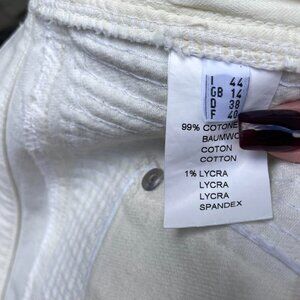 I 44
GB 14
D 38
F 40
99% COTONE
COTON
COTTON
1% LYCRA
LYCRA
LYCRA
SPANDEX